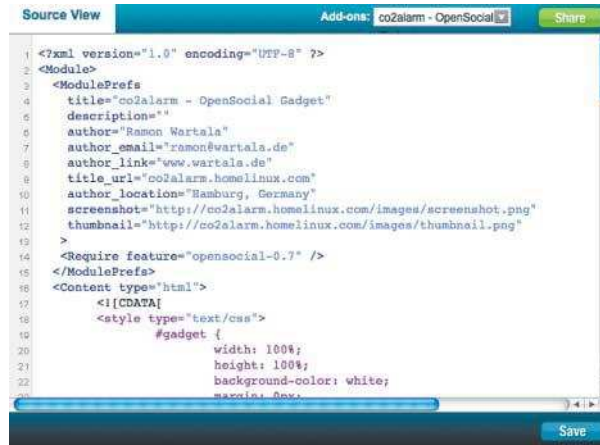 Source View Add-ons: co2alarm - OpenSocial Share
1 <?xml version="1.0" encoding="UTF-8" ?>
2 <Module>
3 <ModulePrefs
4 title="co2alarm - OpenSocial Gadget"
5 description=""
6 author="Ramon Wartala"
7 author_email="ramon@wartala.de"
8 author_link="www.wartala.de"
9 title_url="co2alarm.homelinux.com"
10 author_location="Hamburg, Germany"
11 screenshot="http://co2alarm.homelinux.com/images/screenshot.png"
12 thumbnail="http://co2alarm.homelinux.com/images/thumbnail.png"
13 >
14 <Require feature="opensocial-0.7" />
15 </ModulePrefs>
16 <Content type="html">
17 <![CDATA[
18 <style type="text/css">
19 #gadget {
20 width: 100%;
21 height: 100%;
22 background-color: white;
margin: 0px;
Save